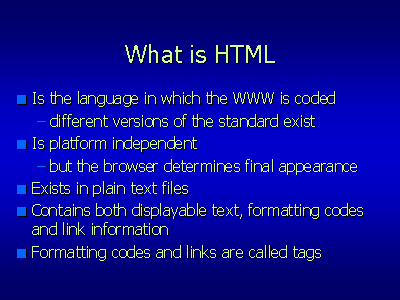 What is HTML
Is the language in which the WWW is coded
– different versions of the standard exist
Is platform independent
– but the browser determines final appearance
Exists in plain text files
Contains both displayable text, formatting codes
and link information
Formatting codes and links are called tags